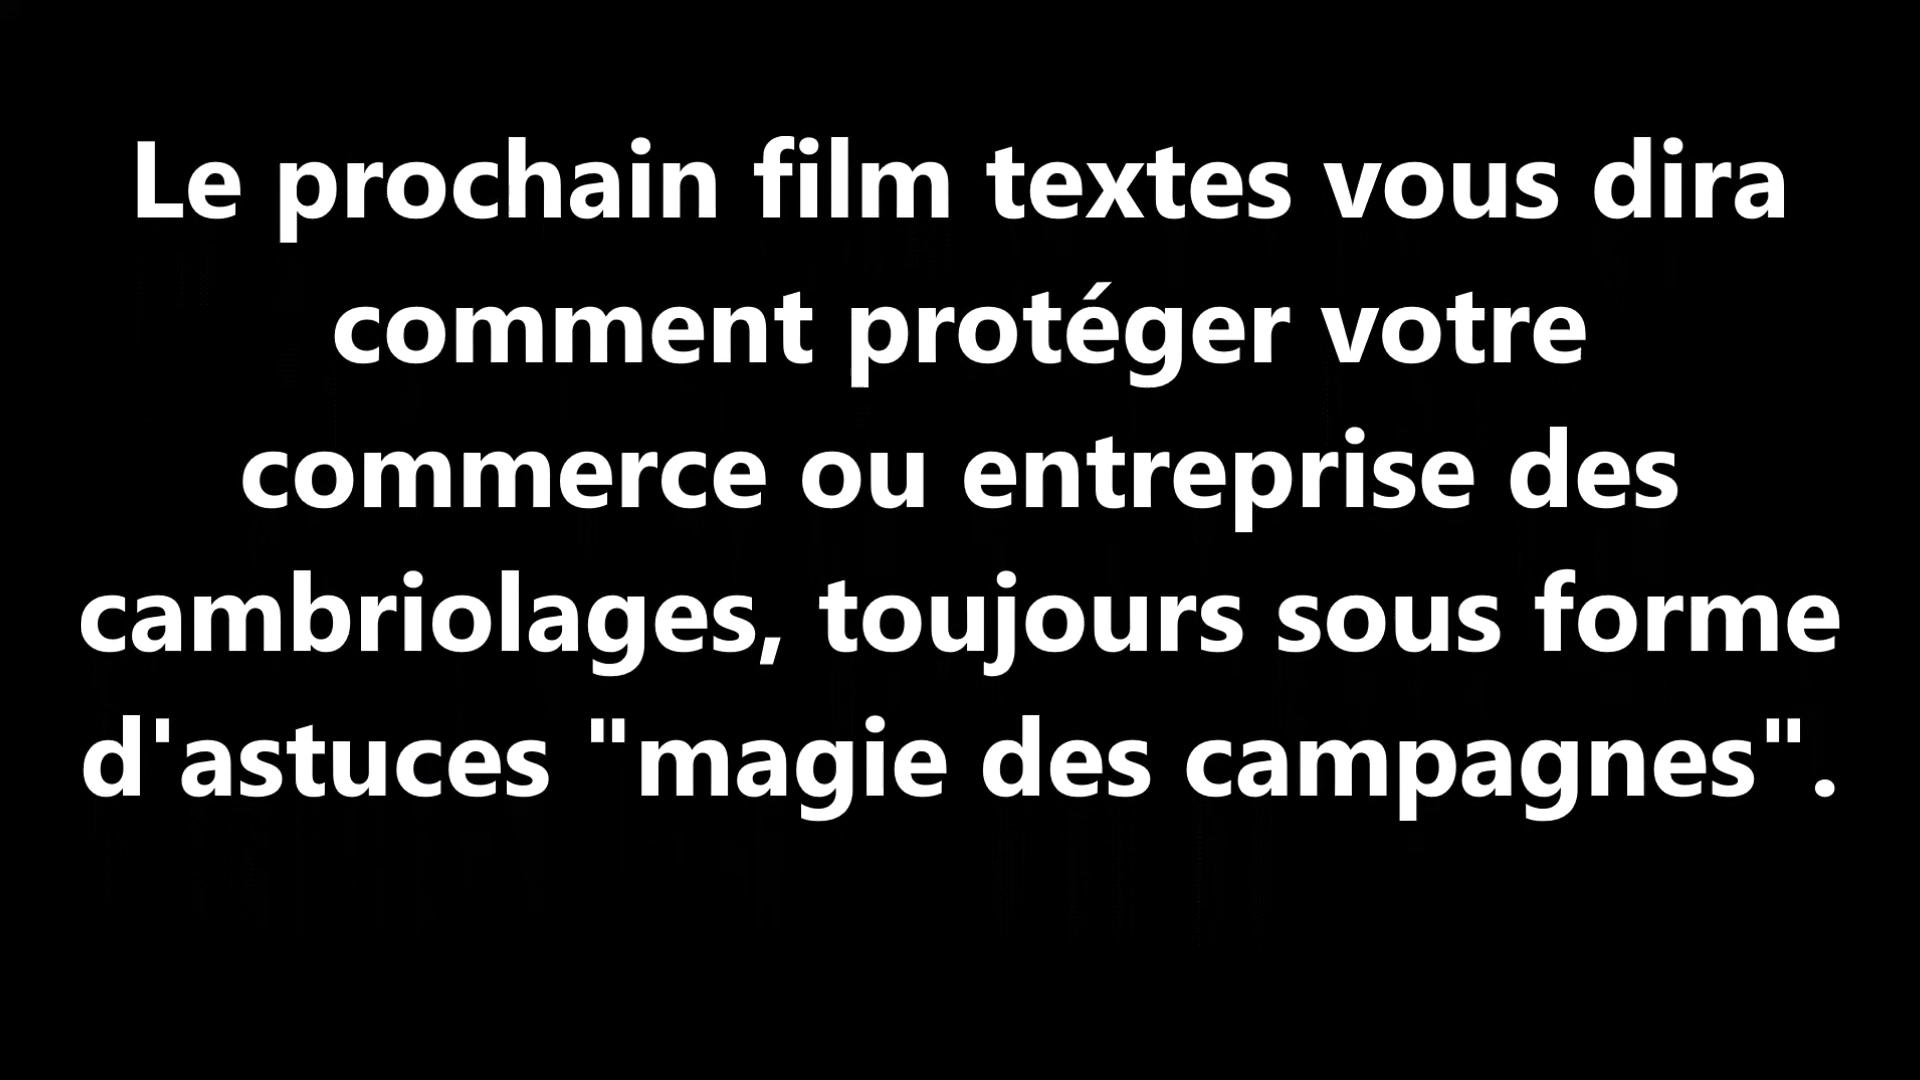 Le prochain film textes vous dira
comment protéger votre
commerce ou entreprise des
cambriolages, toujours sous forme
d'astuces "magie des campagnes".